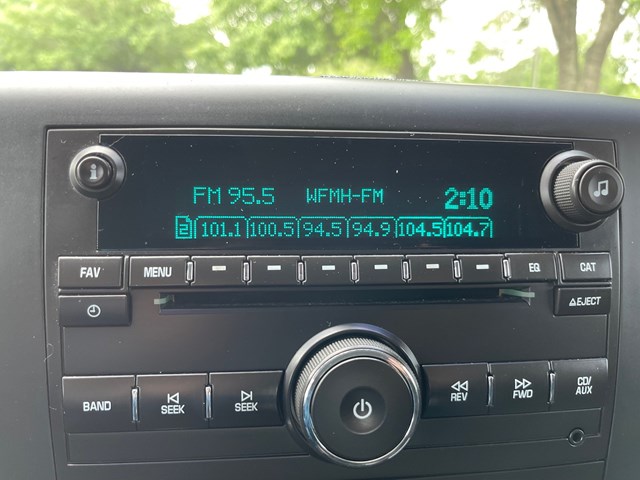 FM 95.5 WFMH-FM 2:10
2 101.1 100.5 94.5 94.9 104.5 104.7
FAV MENU EQ CAT
EJECT
BAND SEEK SEEK REV FWD CD/AUX